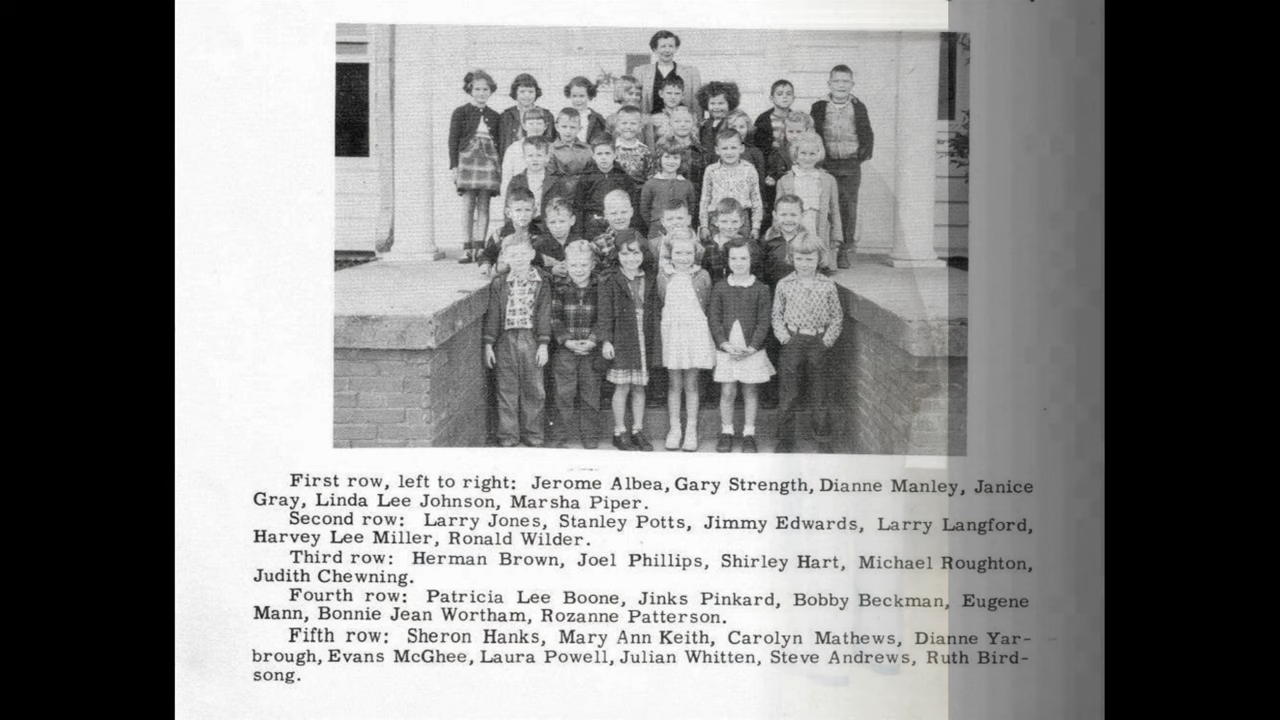 First row, left to right: Jerome Albea, Gary Strength, Dianne Manley, Janice
Gray, Linda Lee Johnson, Marsha Piper.
Second row: Larry Jones, Stanley Potts, Jimmy Edwards, Larry Langford,
Harvey Lee Miller, Ronald Wilder.
Third row: Herman Brown, Joel Phillips, Shirley Hart, Michael Roughton,
Judith Chewning.
Fourth row: Patricia Lee Boone, Jinks Pinkard, Bobby Beckman, Eugene
Mann, Bonnie Jean Wortham, Rozanne Patterson.
Fifth row: Sheron Hanks, Mary Ann Keith, Carolyn Mathews, Dianne Yar-
brough, Evans McGhee, Laura Powell, Julian Whitten, Steve Andrews, Ruth Bird-
song.